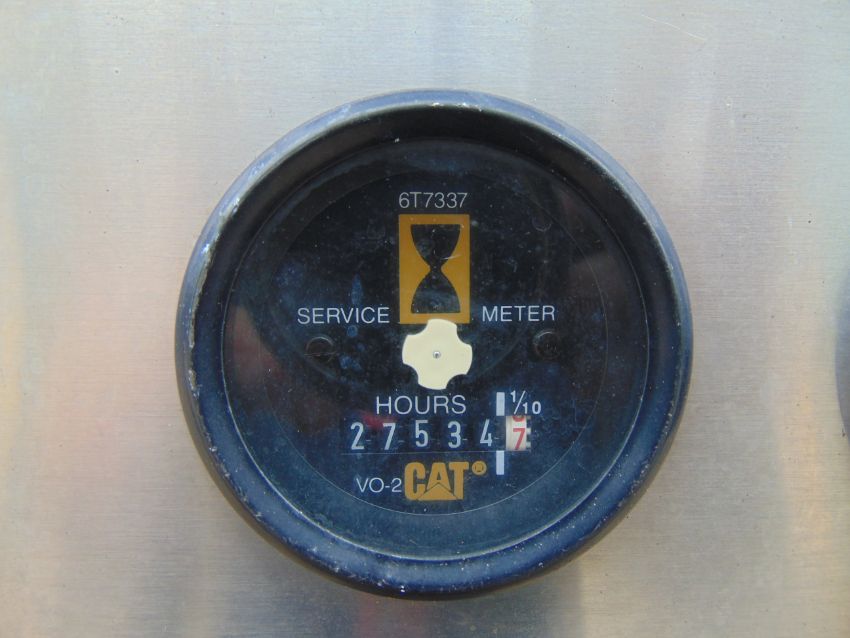 6T7337
SERVICE METER
HOURS 1/10
2 7 5 3 4 7
VO-2 CAT®